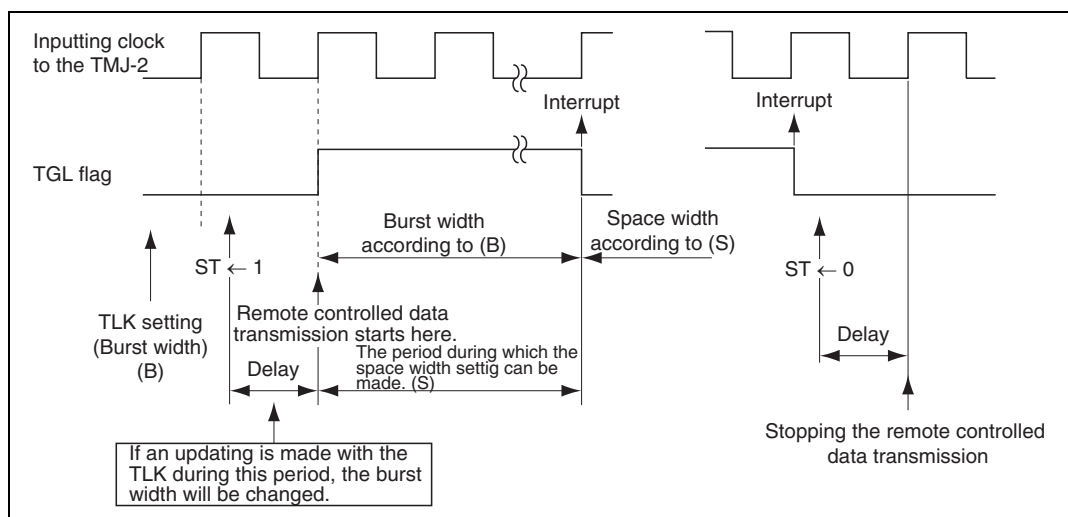 Inputting clock
to the TMJ-2
Interrupt
Interrupt
TGL flag
Burst width
according to (B)
Space width
according to (S)
ST ← 1
ST ← 0
TLK setting
(Burst width)
(B)
Remote controlled data
transmission starts here.
Delay
The period during which the
space width settig can be
made. (S)
Delay
If an updating is made with the
TLK during this period, the burst
width will be changed.
Stopping the remote controlled
data transmission